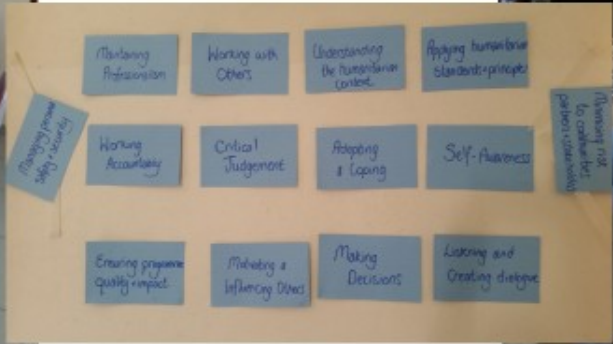 Maintaining
Professionalism
Working with
Others
Understanding
the humanitarian
context
Applying humanitarian
Standards + principles
Managing personal
safety + security
Working
Accountably
Critical
Judgement
Adapting
& Coping
Self-Awareness
Minimising risk
to communities
partners + stakeholders
Ensuring programme
quality + impact
Motivating &
Influencing Others
Making
Decisions
Listening and
Creating dialogue